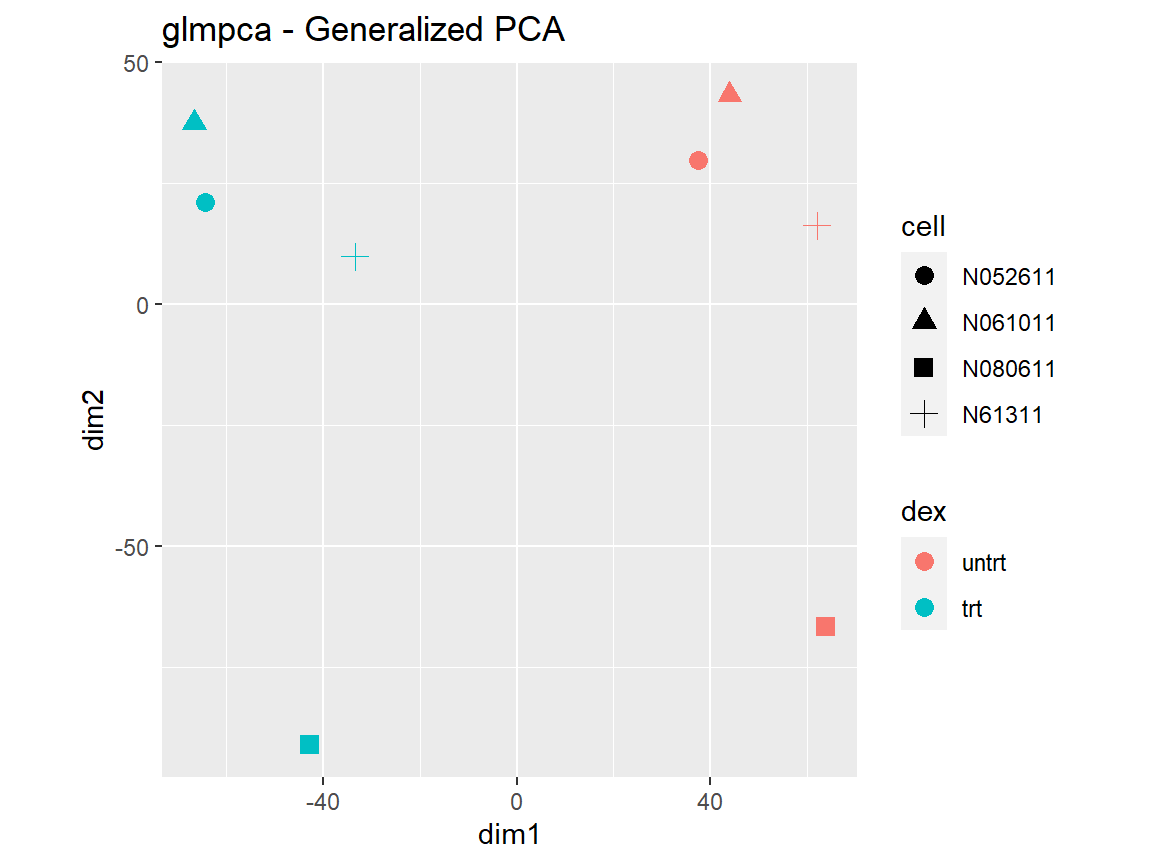 glmpca - Generalized PCA
50
0
-50
dim2
-40
0
40
dim1
cell
N052611
N061011
N080611
N61311
dex
untrt
trt